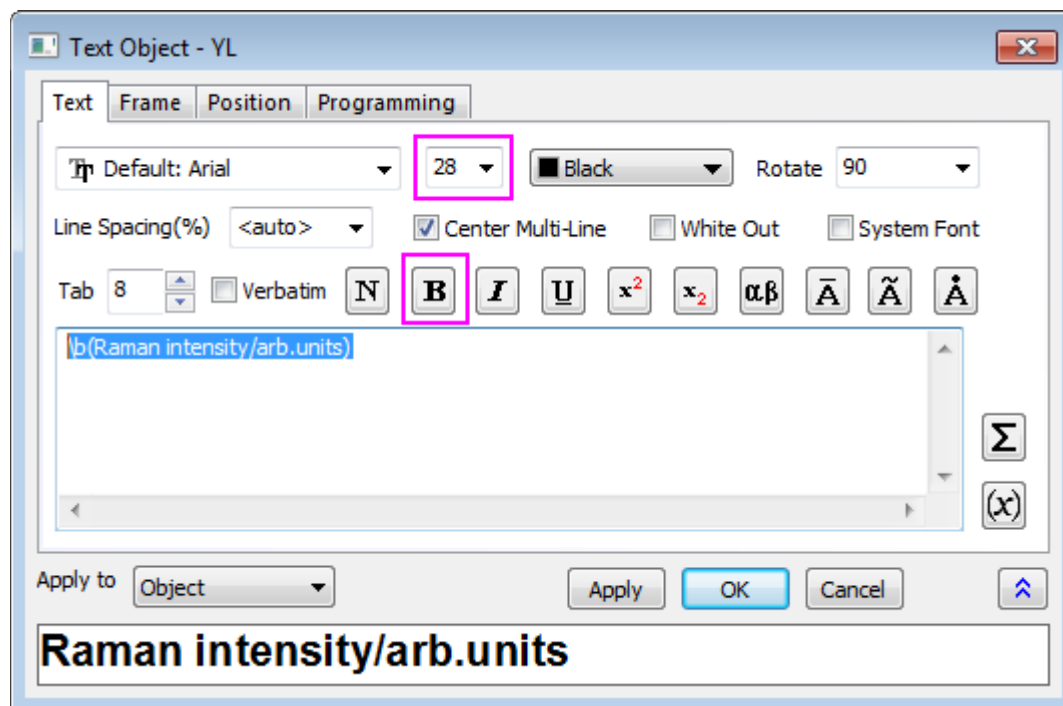 Text Object - YL
Text Frame Position Programming
Default: Arial 28 Black Rotate 90
Line Spacing(%) <auto> Center Multi-Line White Out System Font
Tab 8 Verbatim N B I U x² x₂ αβ Ā Ã Å
\b(Raman intensity/arb.units)
Σ
(x)
Apply to Object Apply OK Cancel
Raman intensity/arb.units